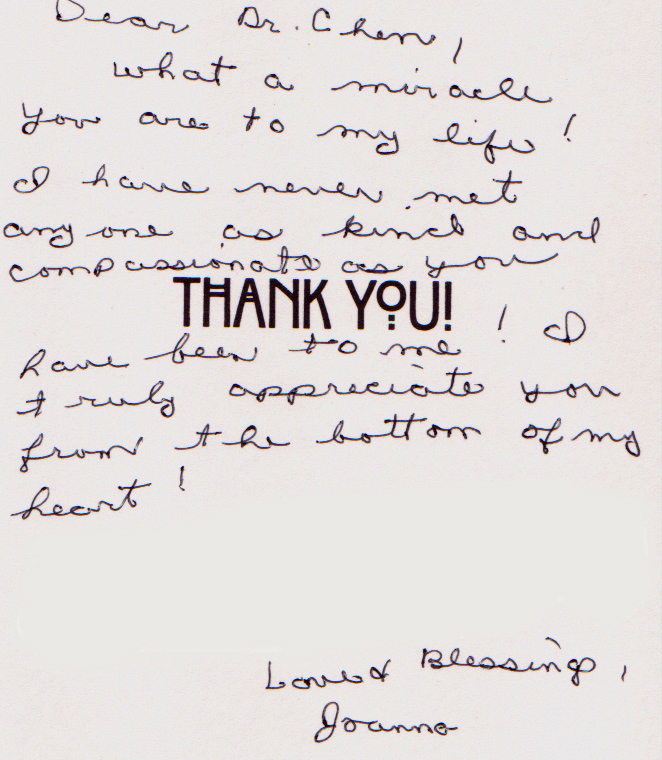 Dear Dr. Chen,
what a miracle
you are to my life!
I have never met
anyone as kind and
compassionate as you
THANK YOU!
have been to me! I
truly appreciate you
from the bottom of my
heart!
Love & Blessings,
Joanne